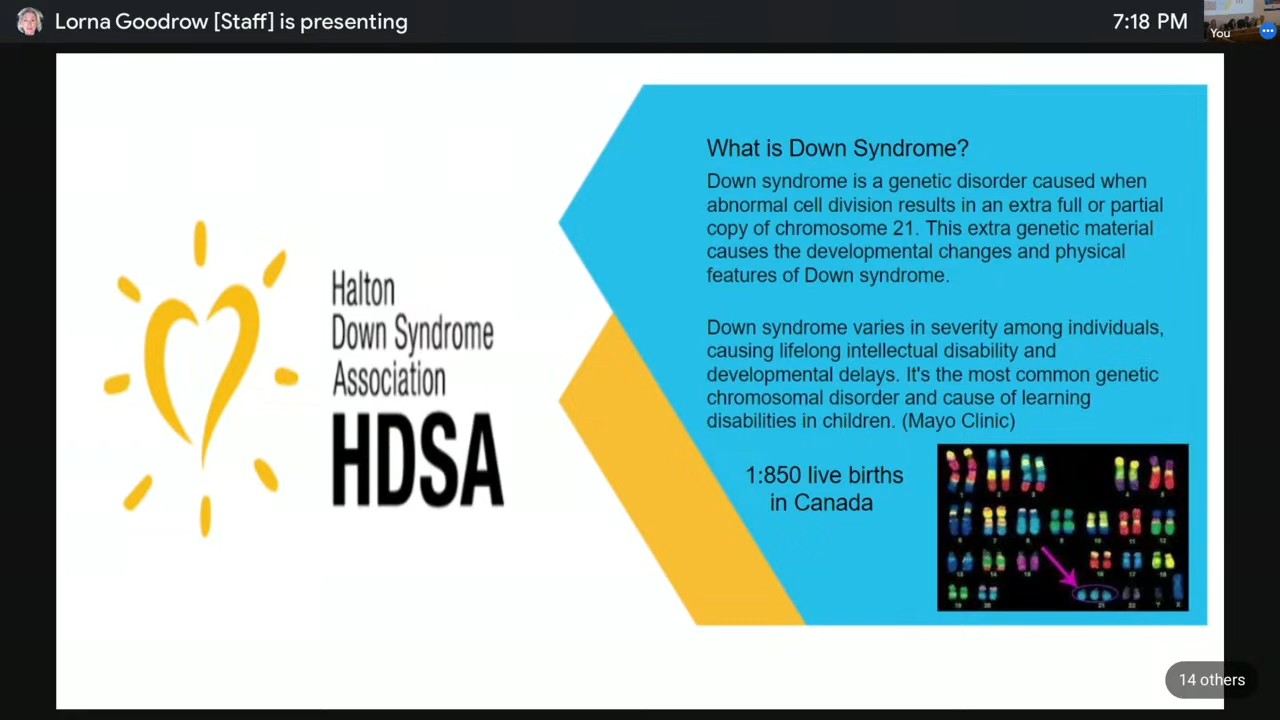 Lorna Goodrow [Staff] is presenting
7:18 PM
You
What is Down Syndrome?
Down syndrome is a genetic disorder caused when
abnormal cell division results in an extra full or partial
copy of chromosome 21. This extra genetic material
causes the developmental changes and physical
features of Down syndrome.
Down syndrome varies in severity among individuals,
causing lifelong intellectual disability and
developmental delays. It's the most common genetic
chromosomal disorder and cause of learning
disabilities in children. (Mayo Clinic)
1:850 live births
in Canada
Halton
Down Syndrome
Association
HDSA
14 others